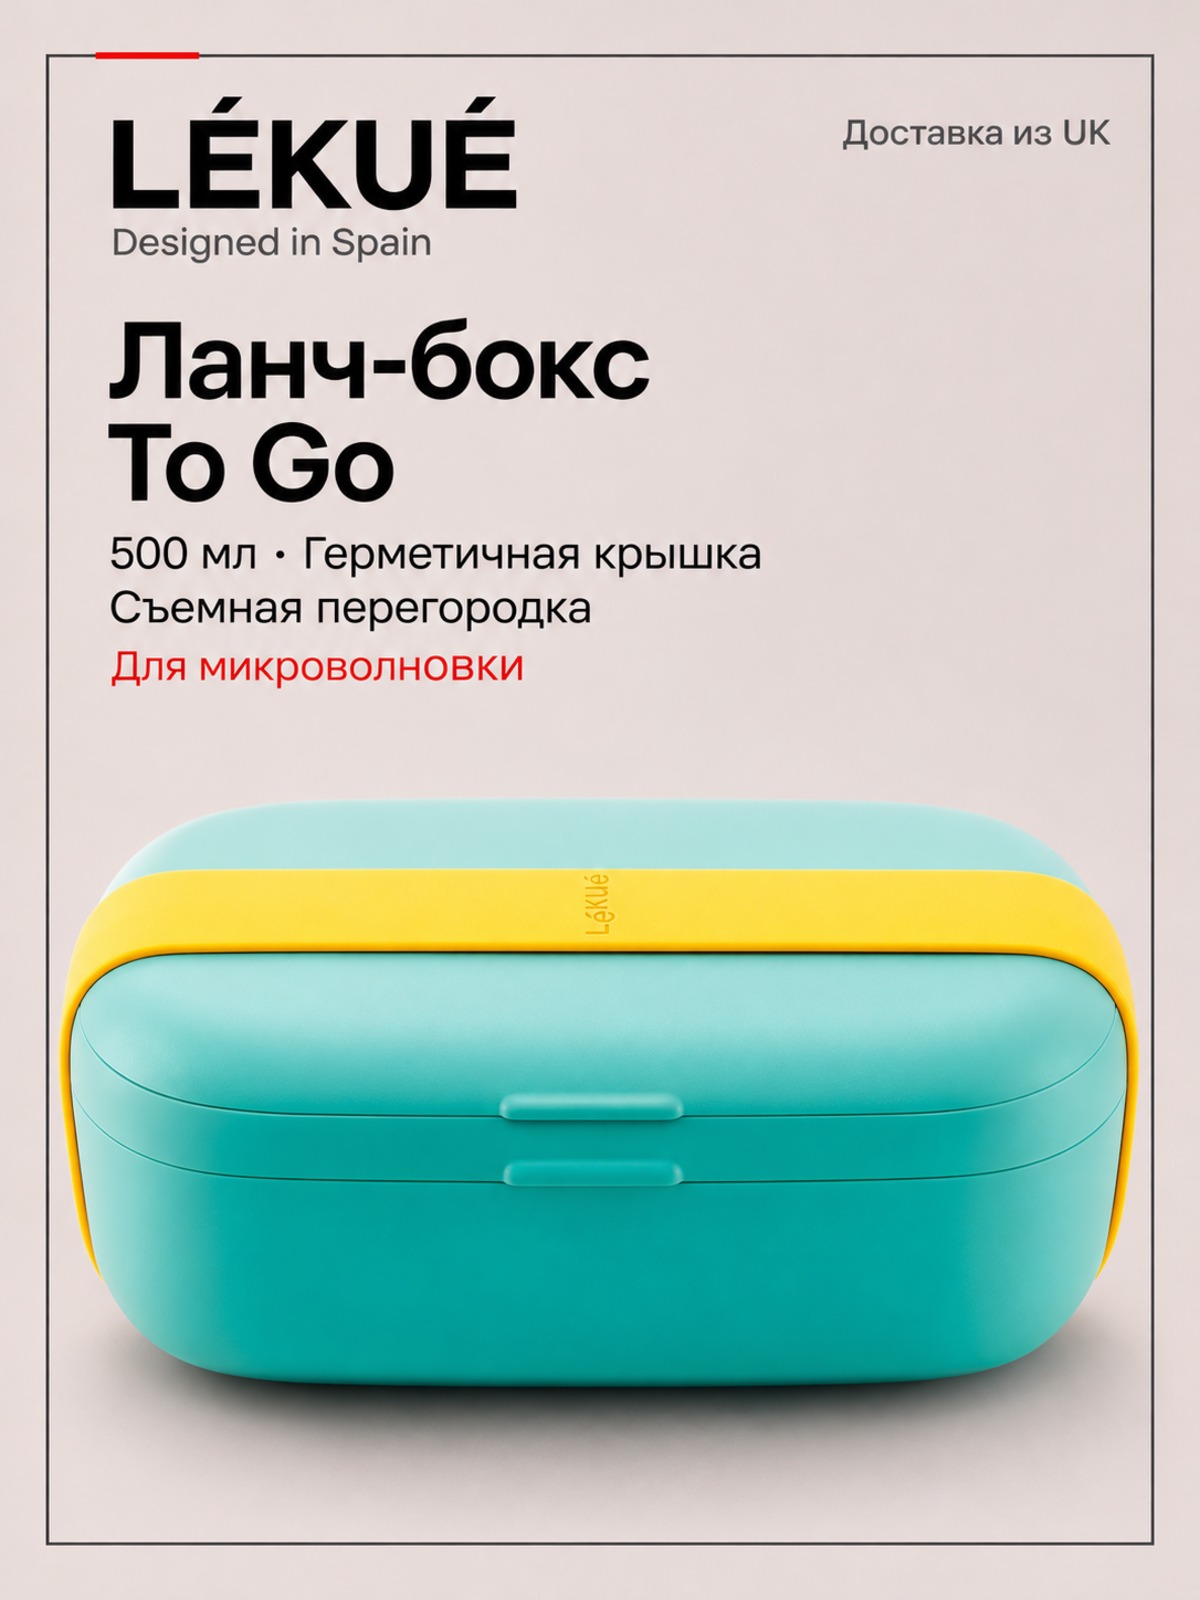 LÉKUÉ
Доставка из UK
Designed in Spain
Ланч-бокс
To Go
500 мл • Герметичная крышка
Съемная перегородка
Для микроволновки
Lékué